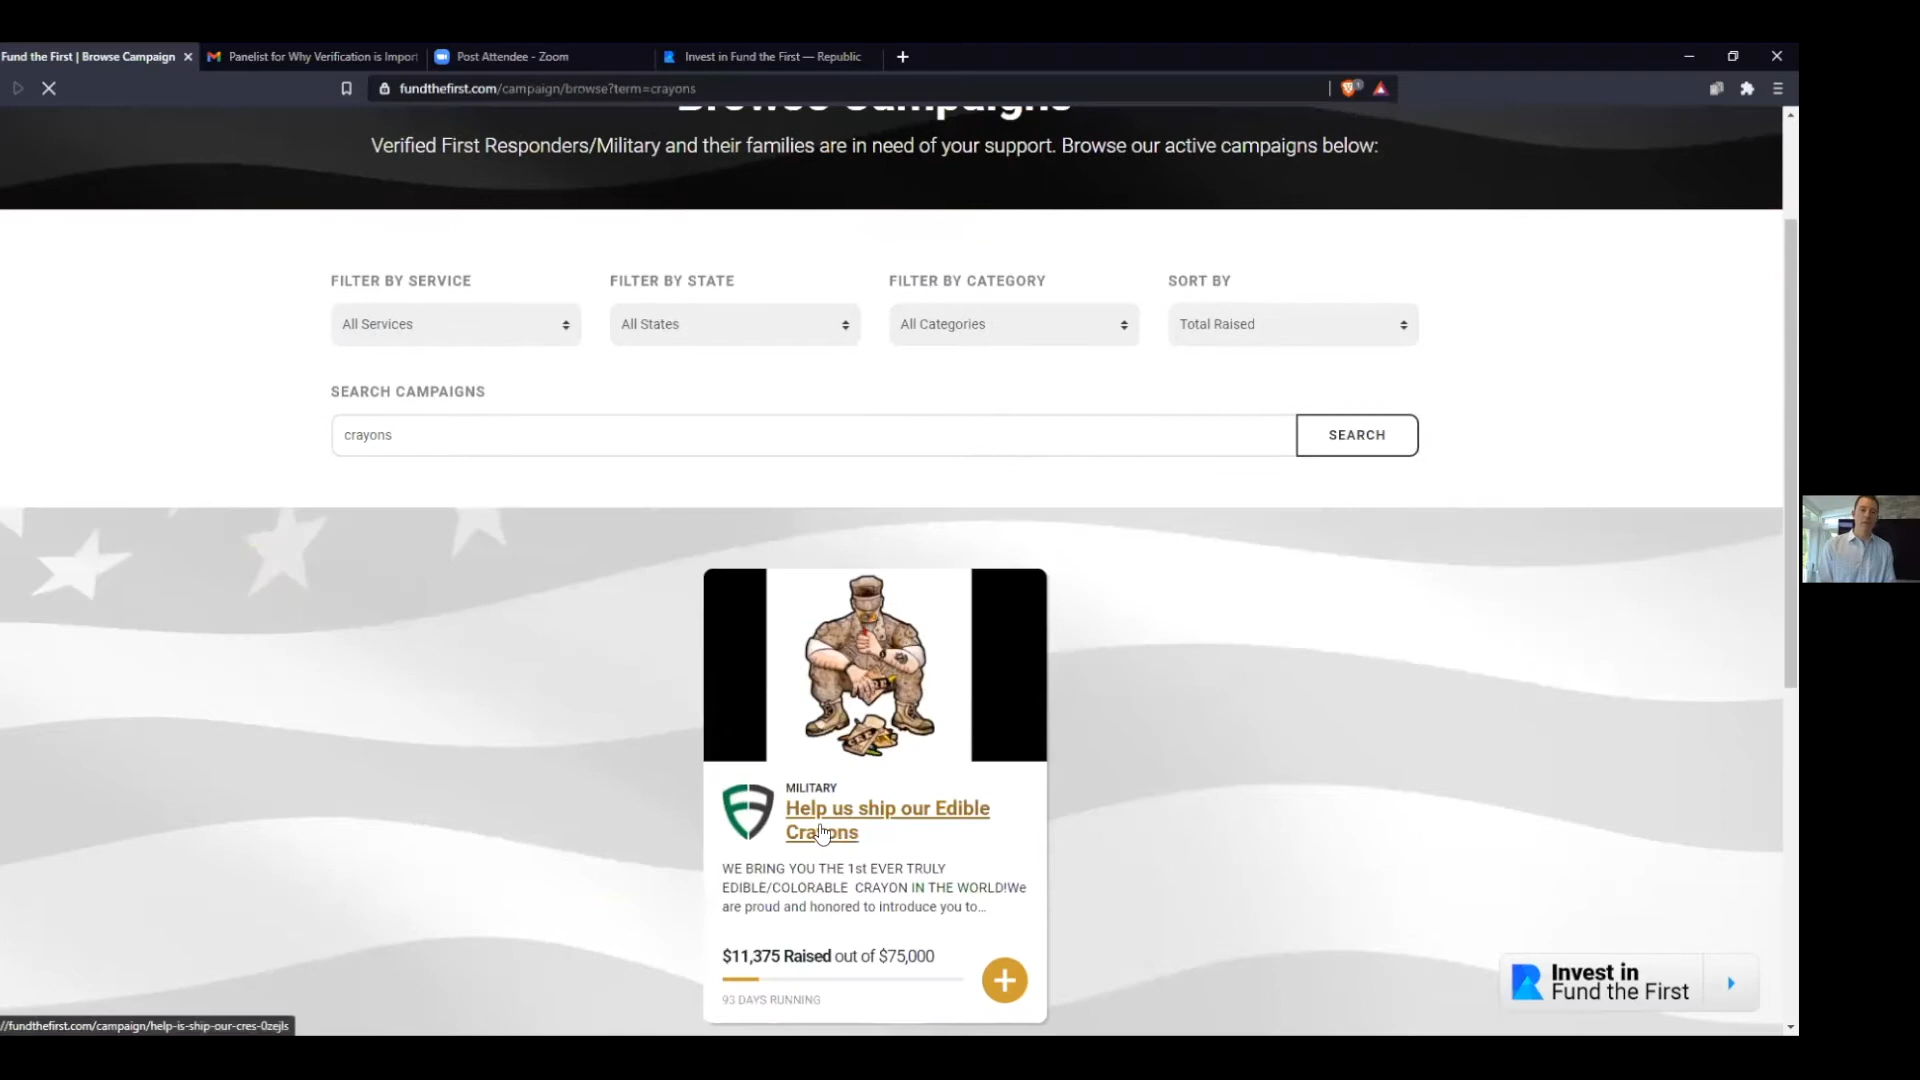 Fund the First | Browse Campaign
Panelist for Why Verification is Impor
Post Attendee - Zoom
Invest in Fund the First — Republic
fundthefirst.com/campaign/browse?term=crayons
Browse Campaigns
Verified First Responders/Military and their families are in need of your support. Browse our active campaigns below:
FILTER BY SERVICE
FILTER BY STATE
FILTER BY CATEGORY
SORT BY
All Services
All States
All Categories
Total Raised
SEARCH CAMPAIGNS
crayons
SEARCH
MILITARY
Help us ship our Edible
Crayons
WE BRING YOU THE 1st EVER TRULY
EDIBLE/COLORABLE CRAYON IN THE WORLD!We
are proud and honored to introduce you to...
$11,375 Raised out of $75,000
93 DAYS RUNNING
Invest in
Fund the First
//fundthefirst.com/campaign/help-is-ship-our-cres-0zejls